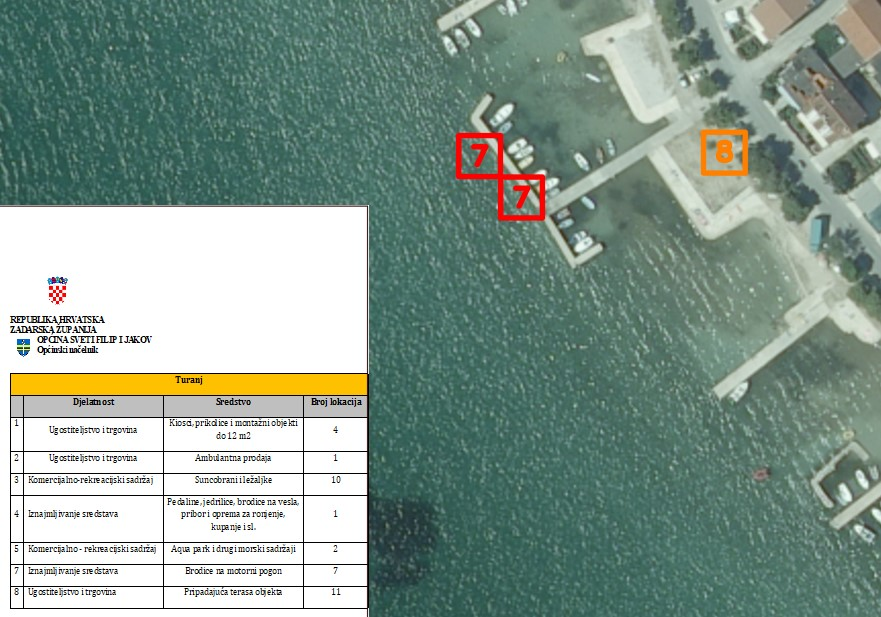 7
7
8
REPUBLIKA HRVATSKA
ZADARSKA ŽUPANIJA
OPĆINA SVETI FILIP I JAKOV
Općinski načelnik
Turanj
Djelatnost Sredstvo Broj lokacija
1 Ugostiteljstvo i trgovina Kiosci, prikolice i montažni objekti do 12 m2 4
2 Ugostiteljstvo i trgovina Ambulantna prodaja 1
3 Komercijalno-rekreacijski sadržaj Suncobrani i ležaljke 10
4 Iznajmljivanje sredstava Pedaline, jedrilice, brodice na vesla, pribor i oprema za ronjenje, kupanje i sl. 1
5 Komercijalno - rekreacijski sadržaj Aqua park i drugi morski sadržaji 2
7 Iznajmljivanje sredstava Brodice na motorni pogon 7
8 Ugostiteljstvo i trgovina Pripadajuća terasa objekta 11